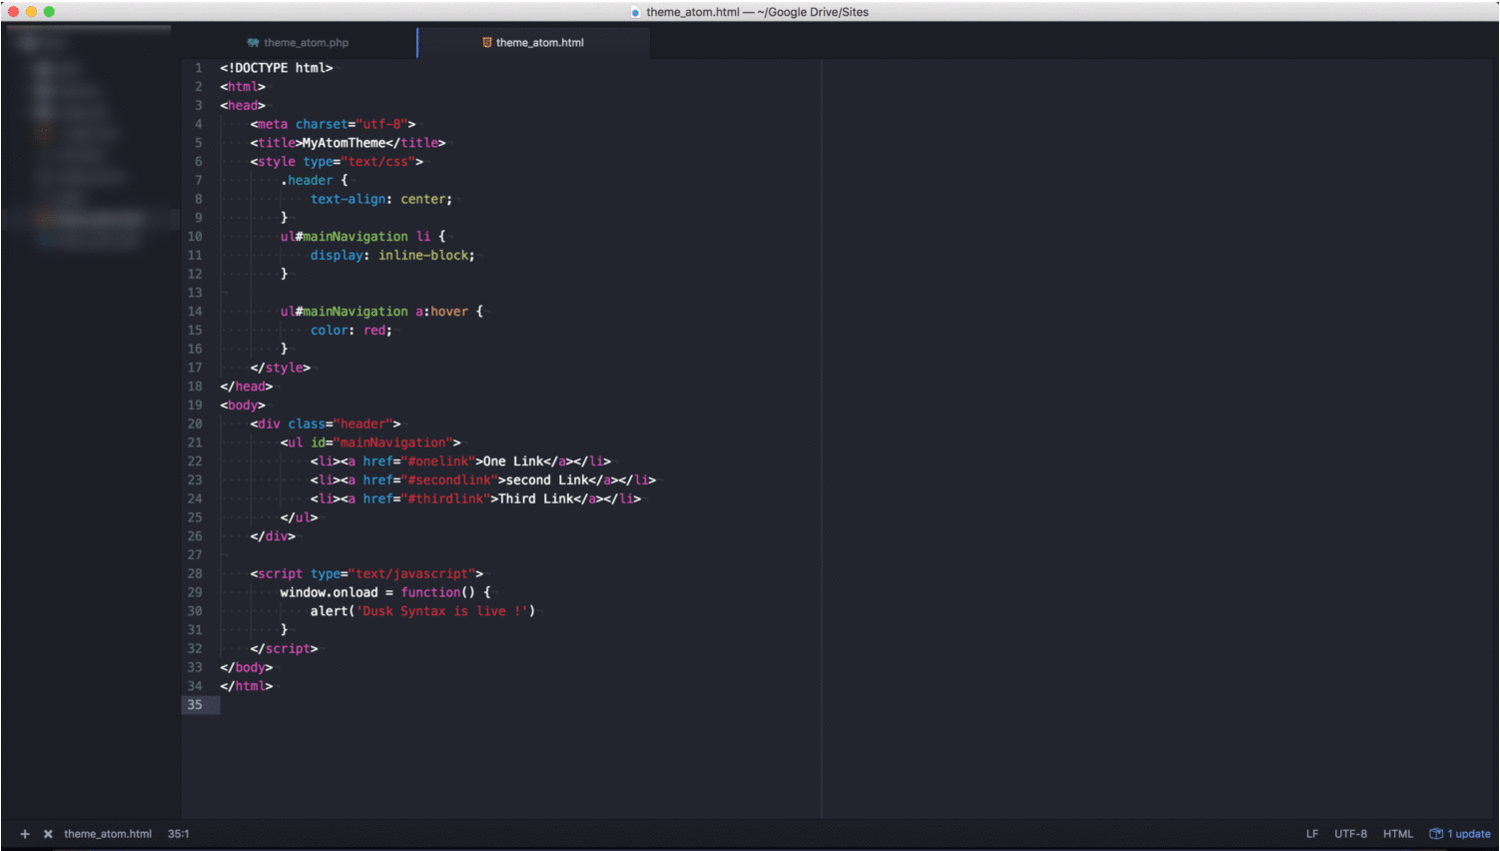 theme_atom.html — ~/Google Drive/Sites
theme_atom.php
theme_atom.html
1 <!DOCTYPE html>
2 <html>
3 <head>
4 <meta charset="utf-8">
5 <title>MyAtomTheme</title>
6 <style type="text/css">
7 .header {
8 text-align: center;
9 }
10 ul#mainNavigation li {
11 display: inline-block;
12 }
13
14 ul#mainNavigation a:hover {
15 color: red;
16 }
17 </style>
18 </head>
19 <body>
20 <div class="header">
21 <ul id="mainNavigation">
22 <li><a href="#onelink">One Link</a></li>
23 <li><a href="#secondlink">second Link</a></li>
24 <li><a href="#thirdlink">Third Link</a></li>
25 </ul>
26 </div>
27
28 <script type="text/javascript">
29 window.onload = function() {
30 alert('Dusk Syntax is live !')
31 }
32 </script>
33 </body>
34 </html>
35
+ × theme_atom.html 35:1 LF UTF-8 HTML 1 update